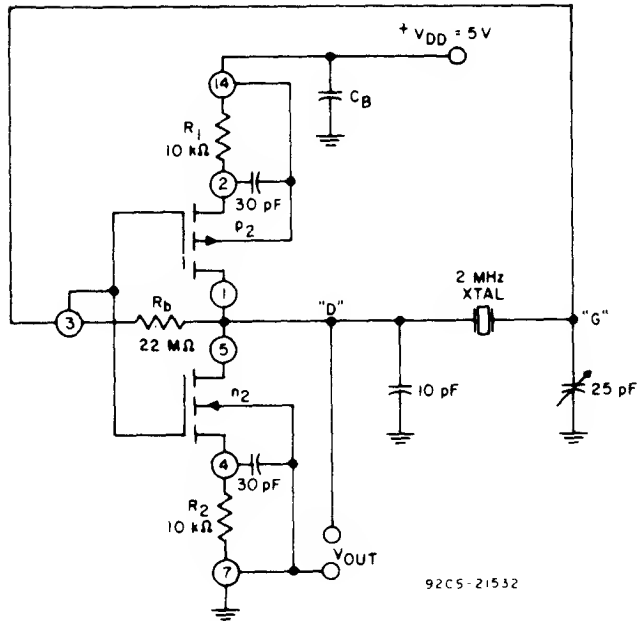 + VDD = 5 V
14
CB
R1
10 kΩ
2
30 pF
p2
1
3
Rb
22 MΩ
"D"
2 MHz
XTAL
"G"
5
10 pF
25 pF
n2
4
30 pF
R2
10 kΩ
VOUT
7
92CS-21532